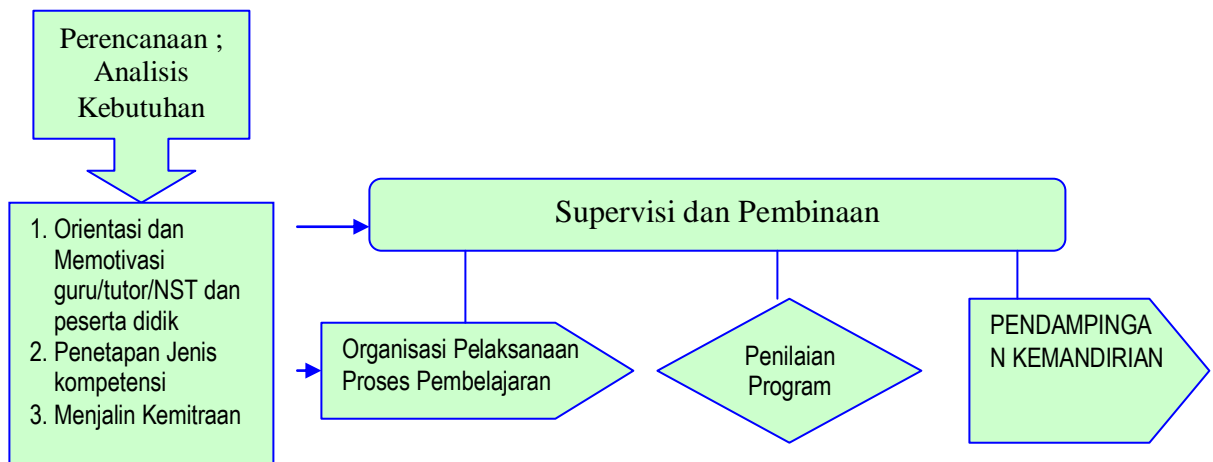 Perencanaan ;
Analisis
Kebutuhan
1. Orientasi dan
Memotivasi
guru/tutor/NST dan
peserta didik
2. Penetapan Jenis
kompetensi
3. Menjalin Kemitraan
Supervisi dan Pembinaan
Organisasi Pelaksanaan
Proses Pembelajaran
Penilaian
Program
PENDAMPINGA
N KEMANDIRIAN